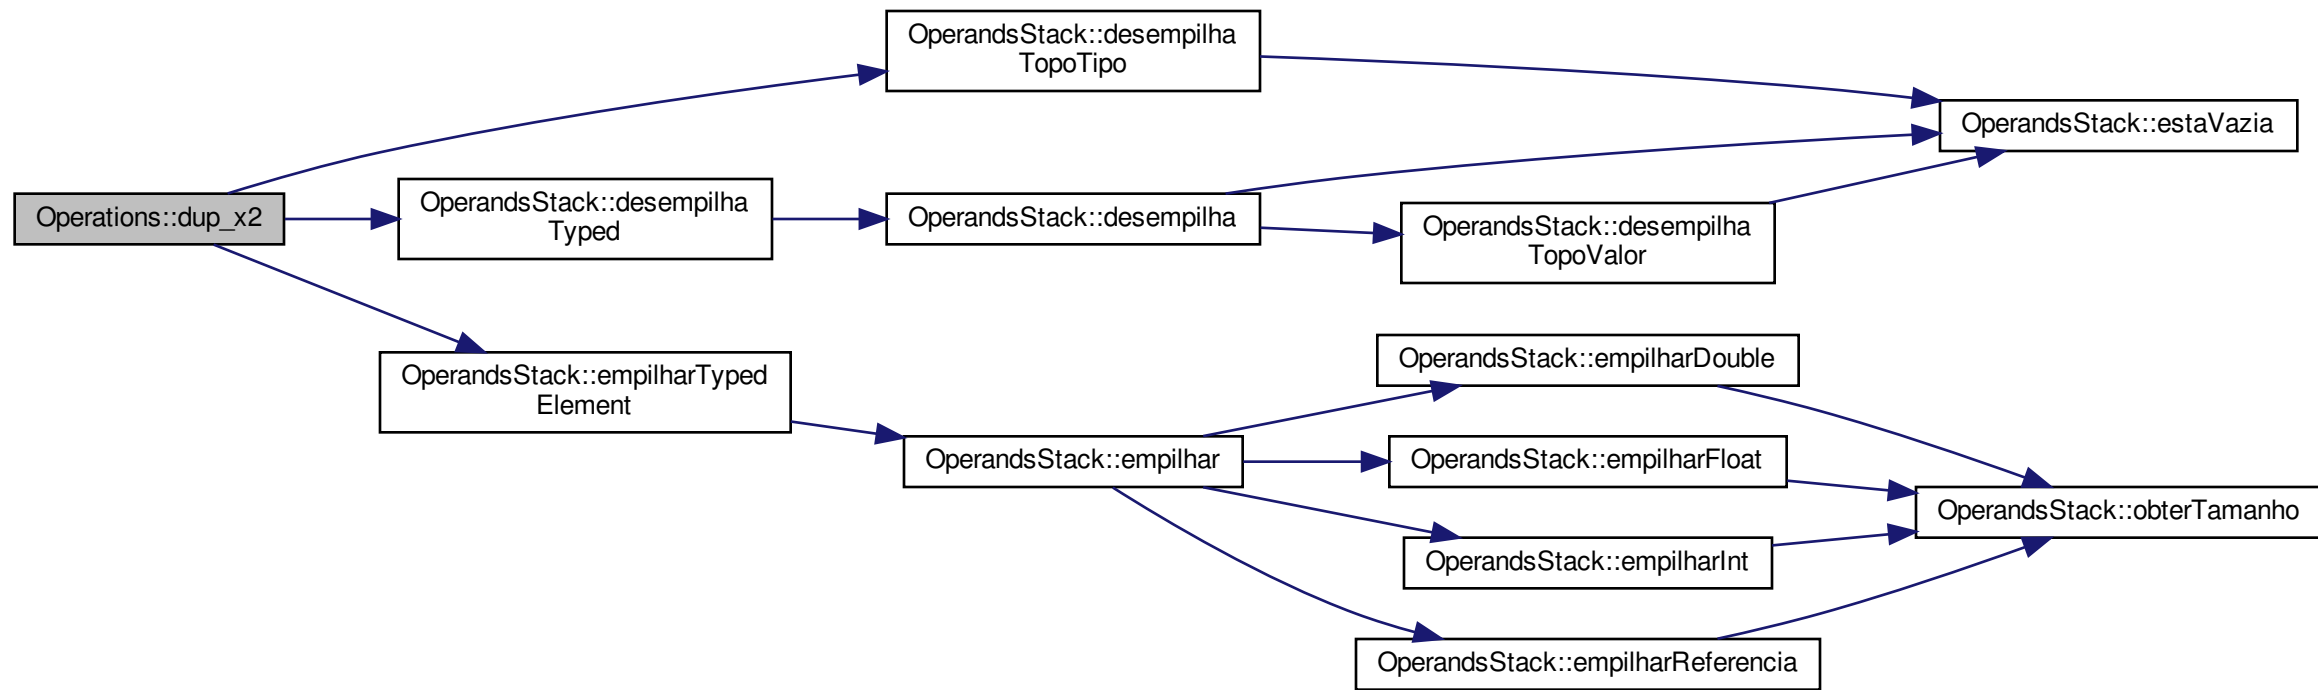 OperandsStack::desempilha
TopoTipo
OperandsStack::estaVazia
Operations::dup_x2
OperandsStack::desempilha
Typed
OperandsStack::desempilha
OperandsStack::desempilha
TopoValor
OperandsStack::empilharTyped
Element
OperandsStack::empilhar
OperandsStack::empilharDouble
OperandsStack::empilharFloat
OperandsStack::empilharInt
OperandsStack::empilharReferencia
OperandsStack::obterTamanho